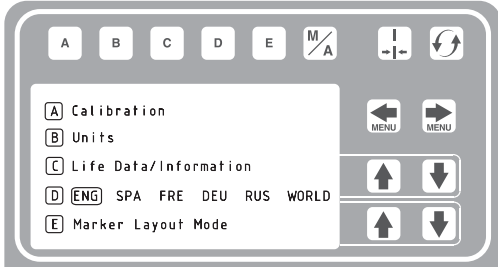 A B C D E M/A
MENU MENU
A Calibration
B Units
C Life Data/Information
D ENG SPA FRE DEU RUS WORLD
E Marker Layout Mode